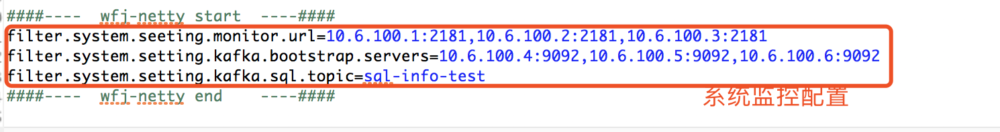 ####----  wfj-netty start  ----####
filter.system.seeting.monitor.url=10.6.100.1:2181,10.6.100.2:2181,10.6.100.3:2181
filter.system.setting.kafka.bootstrap.servers=10.6.100.4:9092,10.6.100.5:9092,10.6.100.6:9092
filter.system.setting.kafka.sql.topic=sql-info-test
####----  wfj-netty end    ----####
系统监控配置